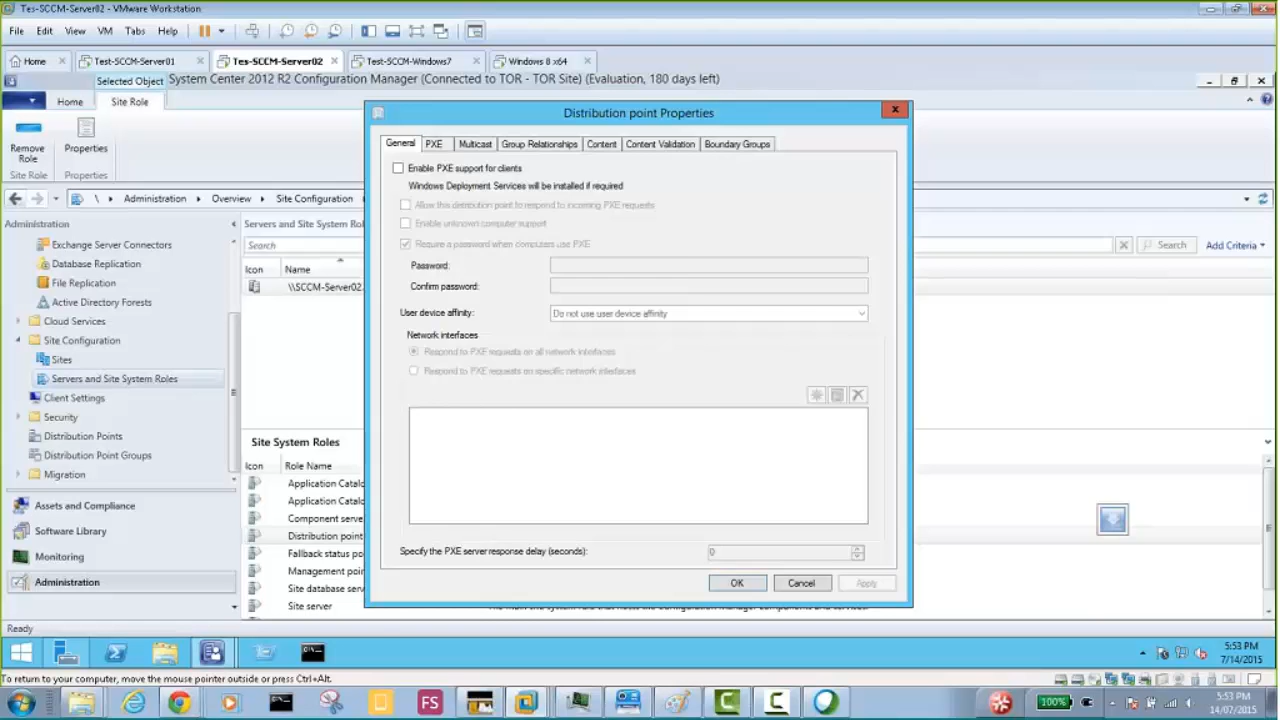 Tes-SCCM-Server02 - VMware Workstation
File Edit View VM Tabs Help
Home Test-SCCM-Server01 Tes-SCCM-Server02 Test-SCCM-Windows7 Windows 8 x64
Selected Object System Center 2012 R2 Configuration Manager (Connected to TOR - TOR Site) (Evaluation, 180 days left)
Home Site Role
Remove Role
Properties
Site Role Properties
\ Administration Overview Site Configuration
Administration
Exchange Server Connectors
Database Replication
File Replication
Active Directory Forests
Cloud Services
Site Configuration
Sites
Servers and Site System Roles
Client Settings
Security
Distribution Points
Distribution Point Groups
Migration
Assets and Compliance
Software Library
Monitoring
Administration
Servers and Site System Rol
Search
Search Add Criteria
Icon Name
\\SCCM-Server02.
Site System Roles
Icon Role Name
Application Catalo
Application Catalo
Component serve
Distribution point
Fallback status po
Management poin
Site database serv
Site server
Distribution point Properties
General PXE Multicast Group Relationships Content Content Validation Boundary Groups
Enable PXE support for clients
Windows Deployment Services will be installed if required
Allow this distribution point to respond to incoming PXE requests
Enable unknown computer support
Require a password when computers use PXE
Password:
Confirm password:
User device affinity: Do not use user device affinity
Network interfaces
Respond to PXE requests on all network interfaces
Respond to PXE requests on specific network interfaces
Specify the PXE server response delay (seconds): 0
OK Cancel Apply
Ready
5:53 PM
7/14/2015
To return to your computer, move the mouse pointer outside or press Ctrl+Alt.
FS
C
C
100%
5:53 PM
14/07/2015